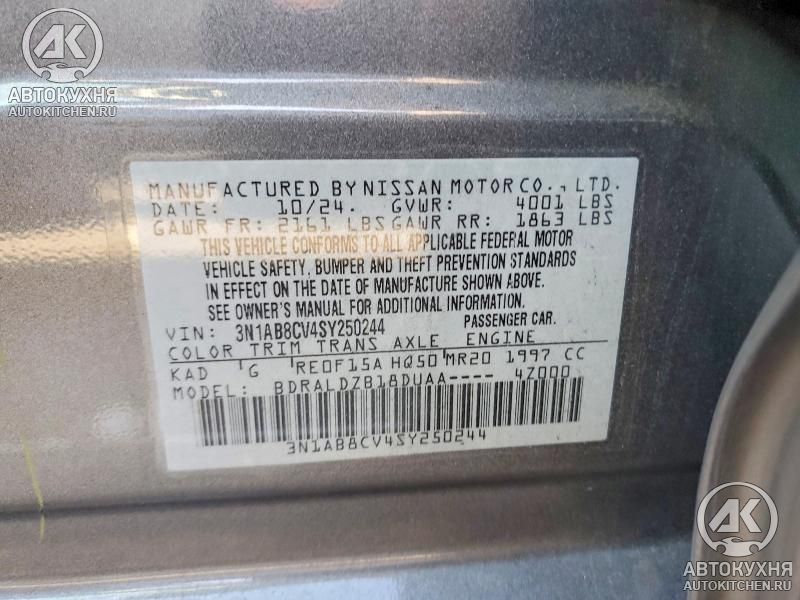 АК
АВТОКУХНЯ
AUTOKITCHEN.RU
MANUFACTURED BY NISSAN MOTOR CO., LTD.
DATE: 10/24. GVWR: 4001 LBS
GAWR FR: 2161 LBS GAWR RR: 1863 LBS
THIS VEHICLE CONFORMS TO ALL APPLICABLE FEDERAL MOTOR
VEHICLE SAFETY, BUMPER AND THEFT PREVENTION STANDARDS
IN EFFECT ON THE DATE OF MANUFACTURE SHOWN ABOVE.
SEE OWNER'S MANUAL FOR ADDITIONAL INFORMATION.
VIN: 3N1AB8CV4SY250244 PASSENGER CAR.
COLOR TRIM TRANS AXLE ENGINE
KAD G RE0F15A HQ50 MR20 1997 CC
MODEL: BDRALDZB18DUAA---- 4Z000
3N1AB8CV4SY250244
АК
АВТОКУХНЯ
AUTOKITCHEN.RU